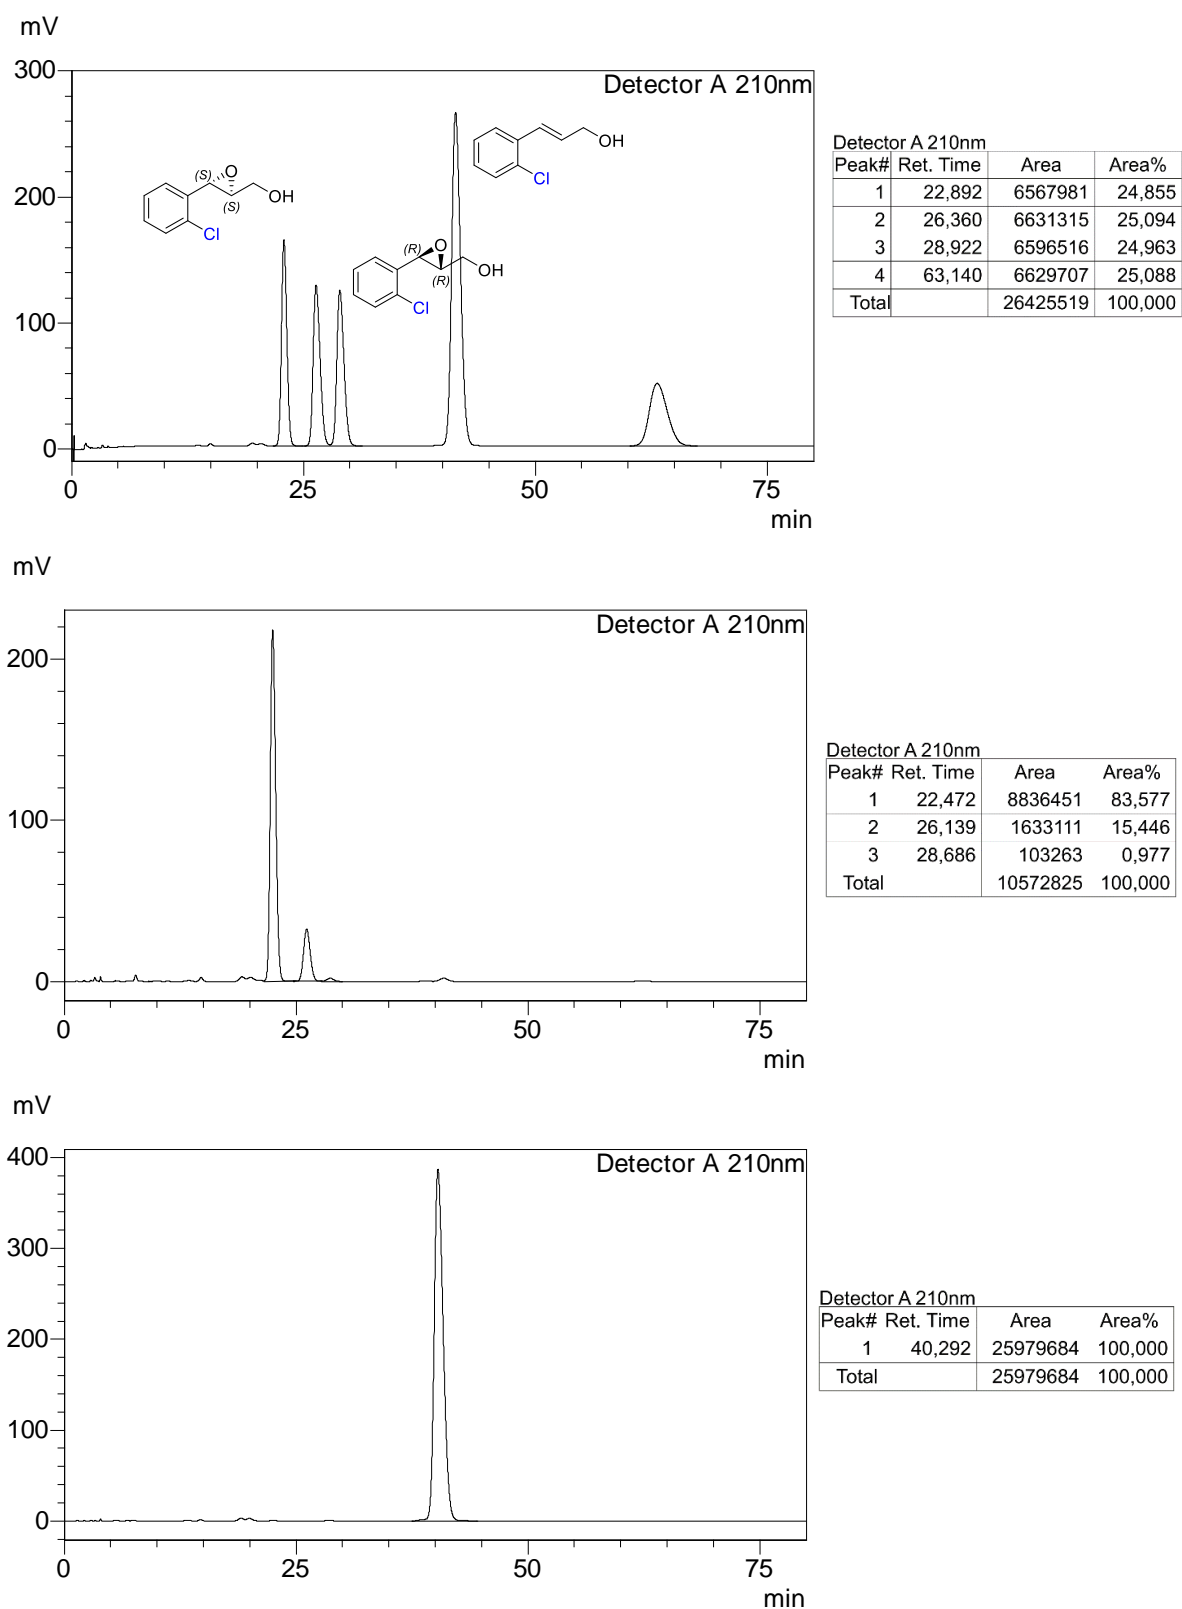 mV
300
200
100
0
0 25 50 75
min
Detector A 210nm
(S) O
(S)
OH
Cl
(R) O
(R)
OH
Cl
OH
Cl
Detector A 210nm
Peak# Ret. Time Area Area%
1 22,892 6567981 24,855
2 26,360 6631315 25,094
3 28,922 6596516 24,963
4 63,140 6629707 25,088
Total 26425519 100,000
mV
200
100
0
0 25 50 75
min
Detector A 210nm
Detector A 210nm
Peak# Ret. Time Area Area%
1 22,472 8836451 83,577
2 26,139 1633111 15,446
3 28,686 103263 0,977
Total 10572825 100,000
mV
400
300
200
100
0
0 25 50 75
min
Detector A 210nm
Detector A 210nm
Peak# Ret. Time Area Area%
1 40,292 25979684 100,000
Total 25979684 100,000